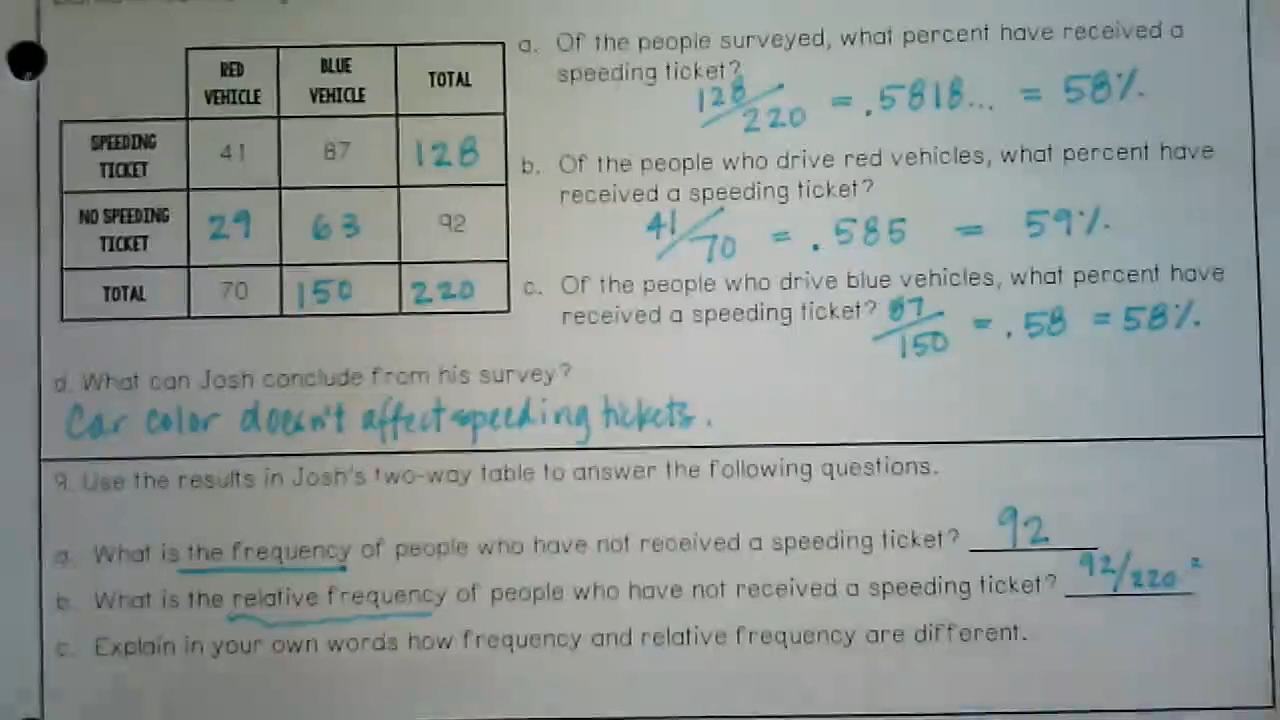 RED VEHICLE BLUE VEHICLE TOTAL
SPEEDING TICKET 41 87 128
NO SPEEDING TICKET 29 63 92
TOTAL 70 150 220
a. Of the people surveyed, what percent have received a
speeding ticket?
128/220 = .5818... = 58%.
b. Of the people who drive red vehicles, what percent have
received a speeding ticket?
41/70 = .585 = 59%.
c. Of the people who drive blue vehicles, what percent have
received a speeding ticket? 87/150 = .58 = 58%.
d. What can Josh conclude from his survey?
Car color doesn't affect speeding tickets.
9. Use the results in Josh's two-way table to answer the following questions.
a. What is the frequency of people who have not received a speeding ticket? 92
b. What is the relative frequency of people who have not received a speeding ticket? 92/220 =
c. Explain in your own words how frequency and relative frequency are different.